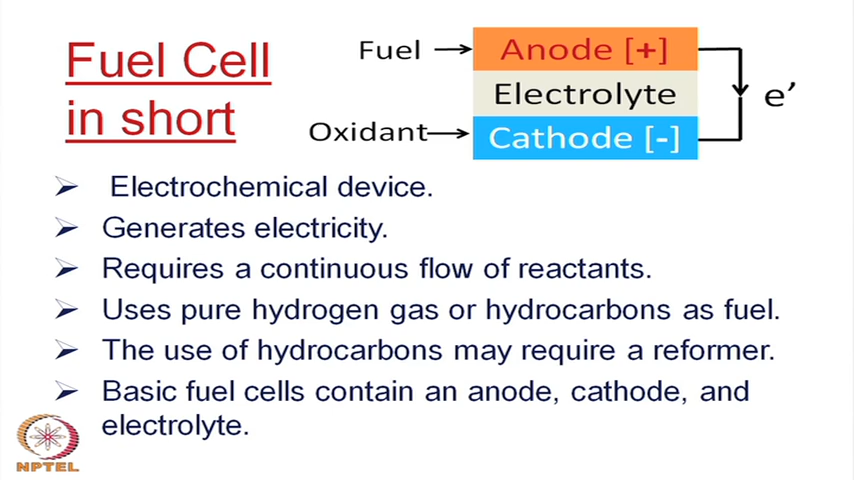 Fuel Cell
in short
Fuel
Anode [+]
Electrolyte
Oxidant
Cathode [-]
e’
➢ Electrochemical device.
➢ Generates electricity.
➢ Requires a continuous flow of reactants.
➢ Uses pure hydrogen gas or hydrocarbons as fuel.
➢ The use of hydrocarbons may require a reformer.
➢ Basic fuel cells contain an anode, cathode, and
electrolyte.
NPTEL